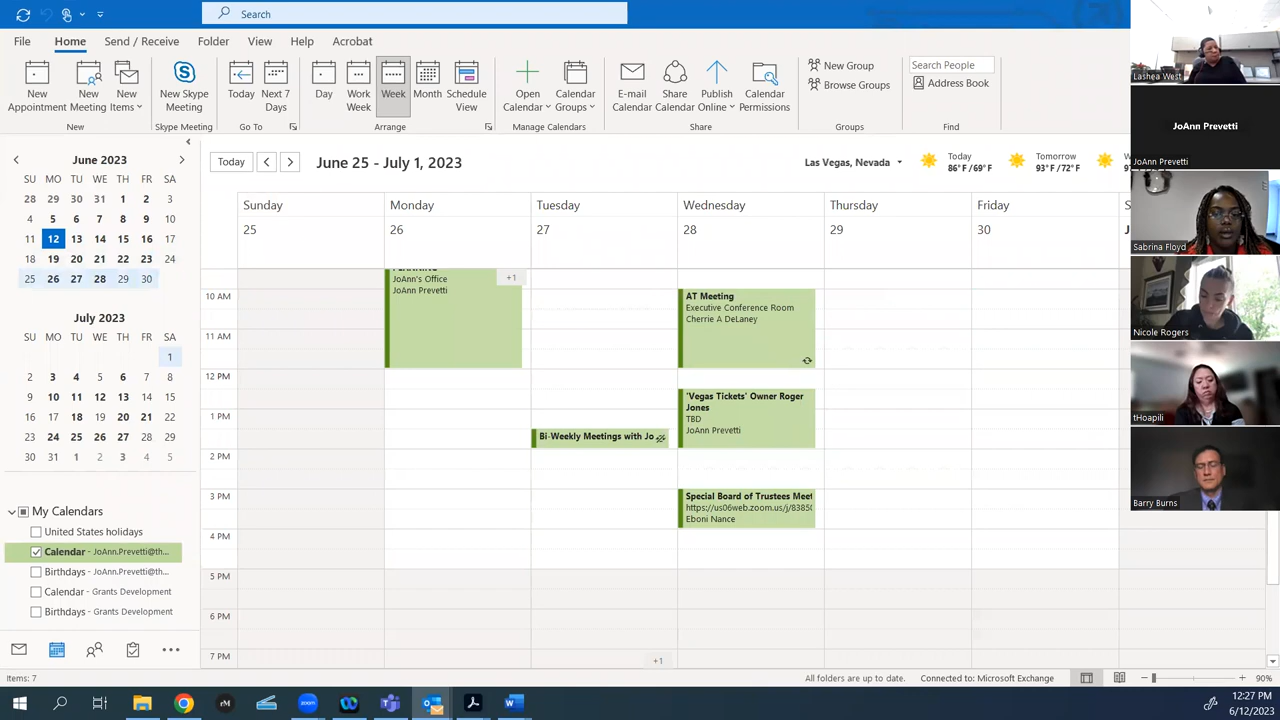 Search
File Home Send / Receive Folder View Help Acrobat
New Appointment
New Meeting
New Items
New Skype Meeting
Today
Next 7 Days
Day
Work Week
Week
Month
Schedule View
Open Calendar
Calendar Groups
E-mail Calendar
Share Calendar
Publish Online
Calendar Permissions
New Group
Browse Groups
Search People
Address Book
New
Skype Meeting
Go To
Arrange
Manage Calendars
Share
Groups
Find
Lashea West
JoAnn Prevetti
JoAnn Prevetti
Sabrina Floyd
Nicole Rogers
tHoapili
Barry Burns
June 2023
SU MO TU WE TH FR SA
28 29 30 31 1 2 3
4 5 6 7 8 9 10
11 12 13 14 15 16 17
18 19 20 21 22 23 24
25 26 27 28 29 30
July 2023
SU MO TU WE TH FR SA
1
2 3 4 5 6 7 8
9 10 11 12 13 14 15
16 17 18 19 20 21 22
23 24 25 26 27 28 29
30 31 1 2 3 4 5
My Calendars
United States holidays
Calendar - JoAnn.Prevetti@th...
Birthdays - JoAnn.Prevetti@th...
Calendar - Grants Development
Birthdays - Grants Development
Today
June 25 - July 1, 2023
Las Vegas, Nevada
Today
86°F/69°F
Tomorrow
93°F/72°F
Sunday Monday Tuesday Wednesday Thursday Friday
25 26 27 28 29 30
10 AM
11 AM
12 PM
1 PM
2 PM
3 PM
4 PM
5 PM
6 PM
7 PM
JoAnn's Office
JoAnn Prevetti
+1
Bi-Weekly Meetings with Jo
+1
AT Meeting
Executive Conference Room
Cherrie A DeLaney
'Vegas Tickets' Owner Roger
Jones
TBD
JoAnn Prevetti
Special Board of Trustees Meet
https://us06web.zoom.us/j/8385
Eboni Nance
Items: 7
All folders are up to date.
Connected to: Microsoft Exchange
90%
12:27 PM
6/12/2023